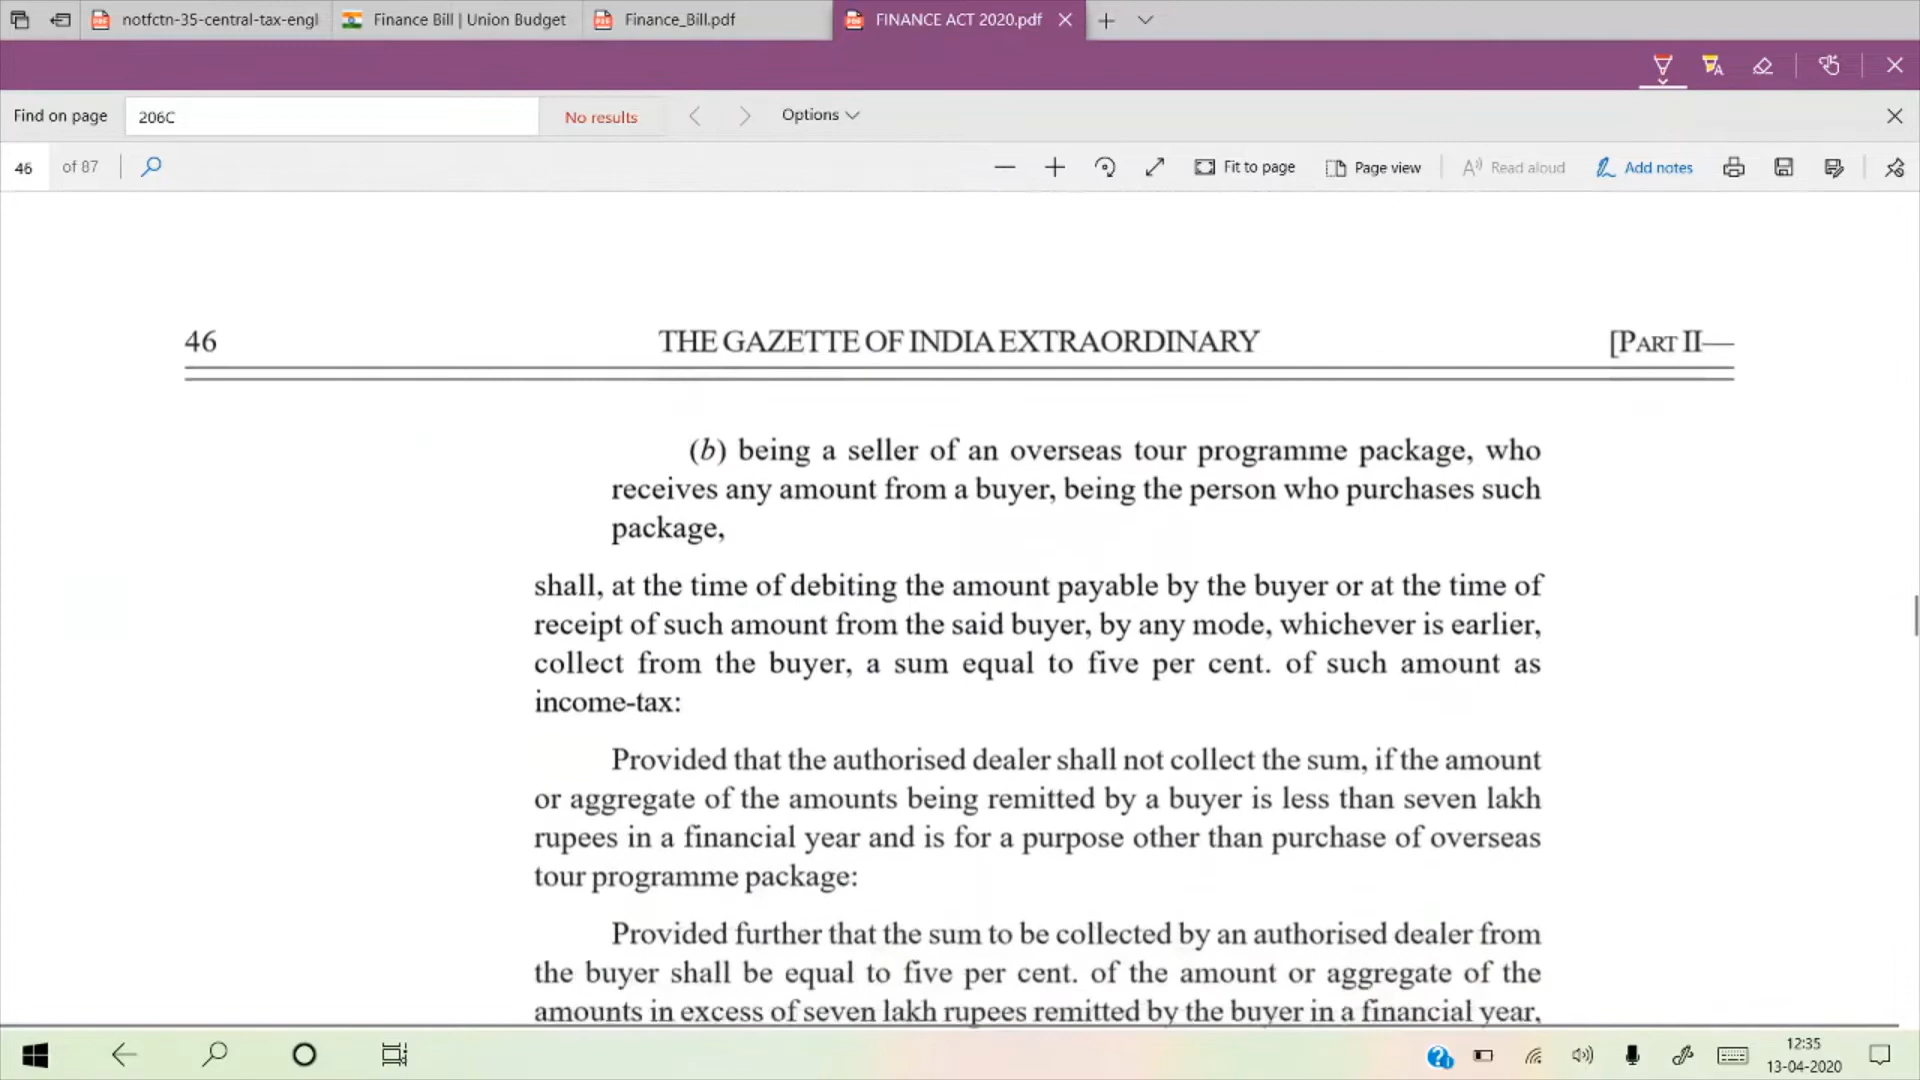 notfctn-35-central-tax-engl
Finance Bill | Union Budget
Finance_Bill.pdf
FINANCE ACT 2020.pdf
Find on page
206C
No results
Options
46
of 87
Fit to page
Page view
Read aloud
Add notes
46
THE GAZETTE OF INDIA EXTRAORDINARY
[PART II—
(b) being a seller of an overseas tour programme package, who
receives any amount from a buyer, being the person who purchases such
package,
shall, at the time of debiting the amount payable by the buyer or at the time of
receipt of such amount from the said buyer, by any mode, whichever is earlier,
collect from the buyer, a sum equal to five per cent. of such amount as
income-tax:
Provided that the authorised dealer shall not collect the sum, if the amount
or aggregate of the amounts being remitted by a buyer is less than seven lakh
rupees in a financial year and is for a purpose other than purchase of overseas
tour programme package:
Provided further that the sum to be collected by an authorised dealer from
the buyer shall be equal to five per cent. of the amount or aggregate of the
amounts in excess of seven lakh rupees remitted by the buyer in a financial year,
12:35
13-04-2020